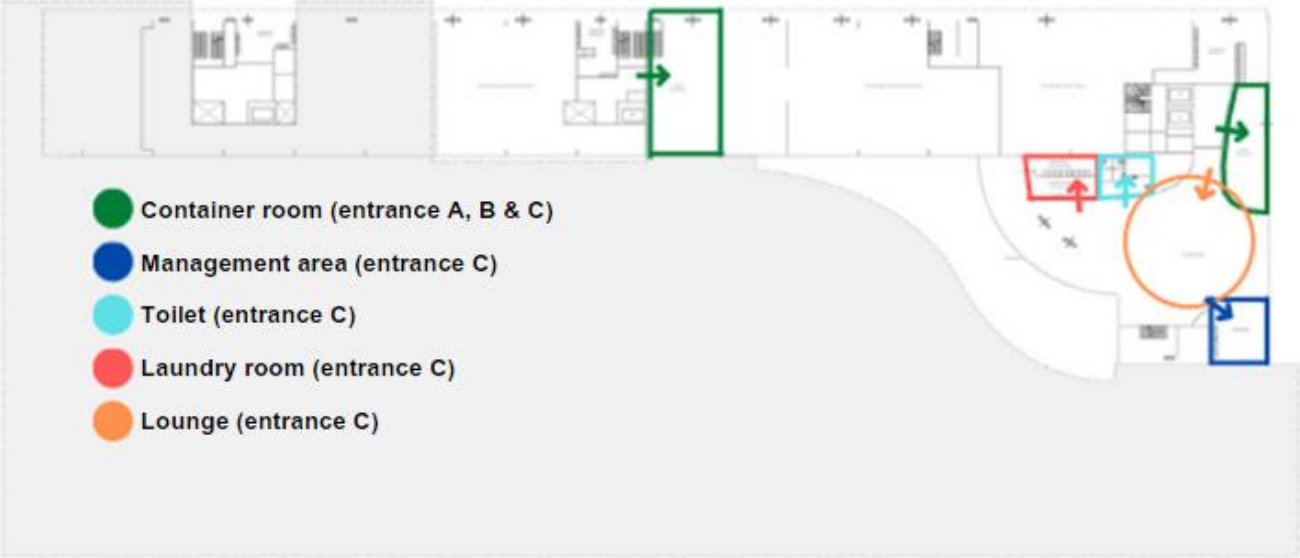 Container room (entrance A, B & C)
Management area (entrance C)
Toilet (entrance C)
Laundry room (entrance C)
Lounge (entrance C)